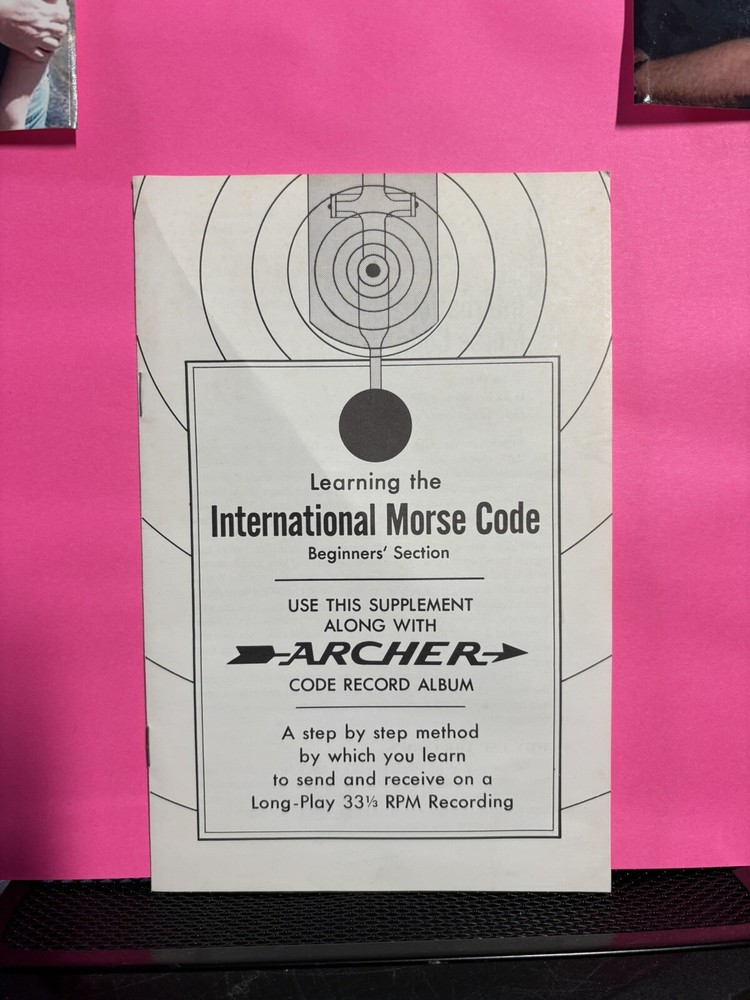 Learning the
International Morse Code
Beginners' Section
USE THIS SUPPLEMENT
ALONG WITH
ARCHER
CODE RECORD ALBUM
A step by step method
by which you learn
to send and receive on a
Long-Play 33⅓ RPM Recording